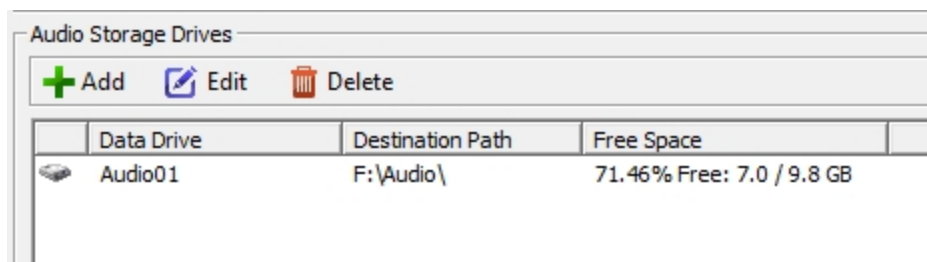 Audio Storage Drives
Add Edit Delete
Data Drive Destination Path Free Space
Audio01 F:\Audio\ 71.46% Free: 7.0 / 9.8 GB